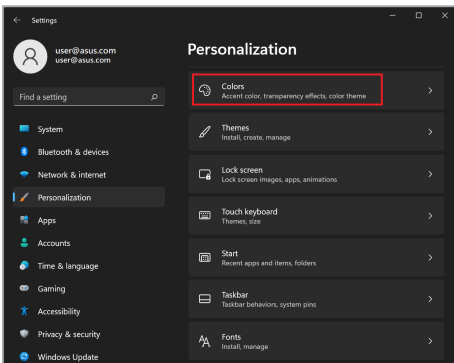 Settings
user@asus.com
user@asus.com
Find a setting
System
Bluetooth & devices
Network & internet
Personalization
Apps
Accounts
Time & language
Gaming
Accessibility
Privacy & security
Windows Update
Personalization
Colors
Accent color, transparency effects, color theme
Themes
Install, create, manage
Lock screen
Lock screen images, apps, animations
Touch keyboard
Themes, size
Start
Recent apps and items, folders
Taskbar
Taskbar behaviors, system pins
Fonts
Install, manage